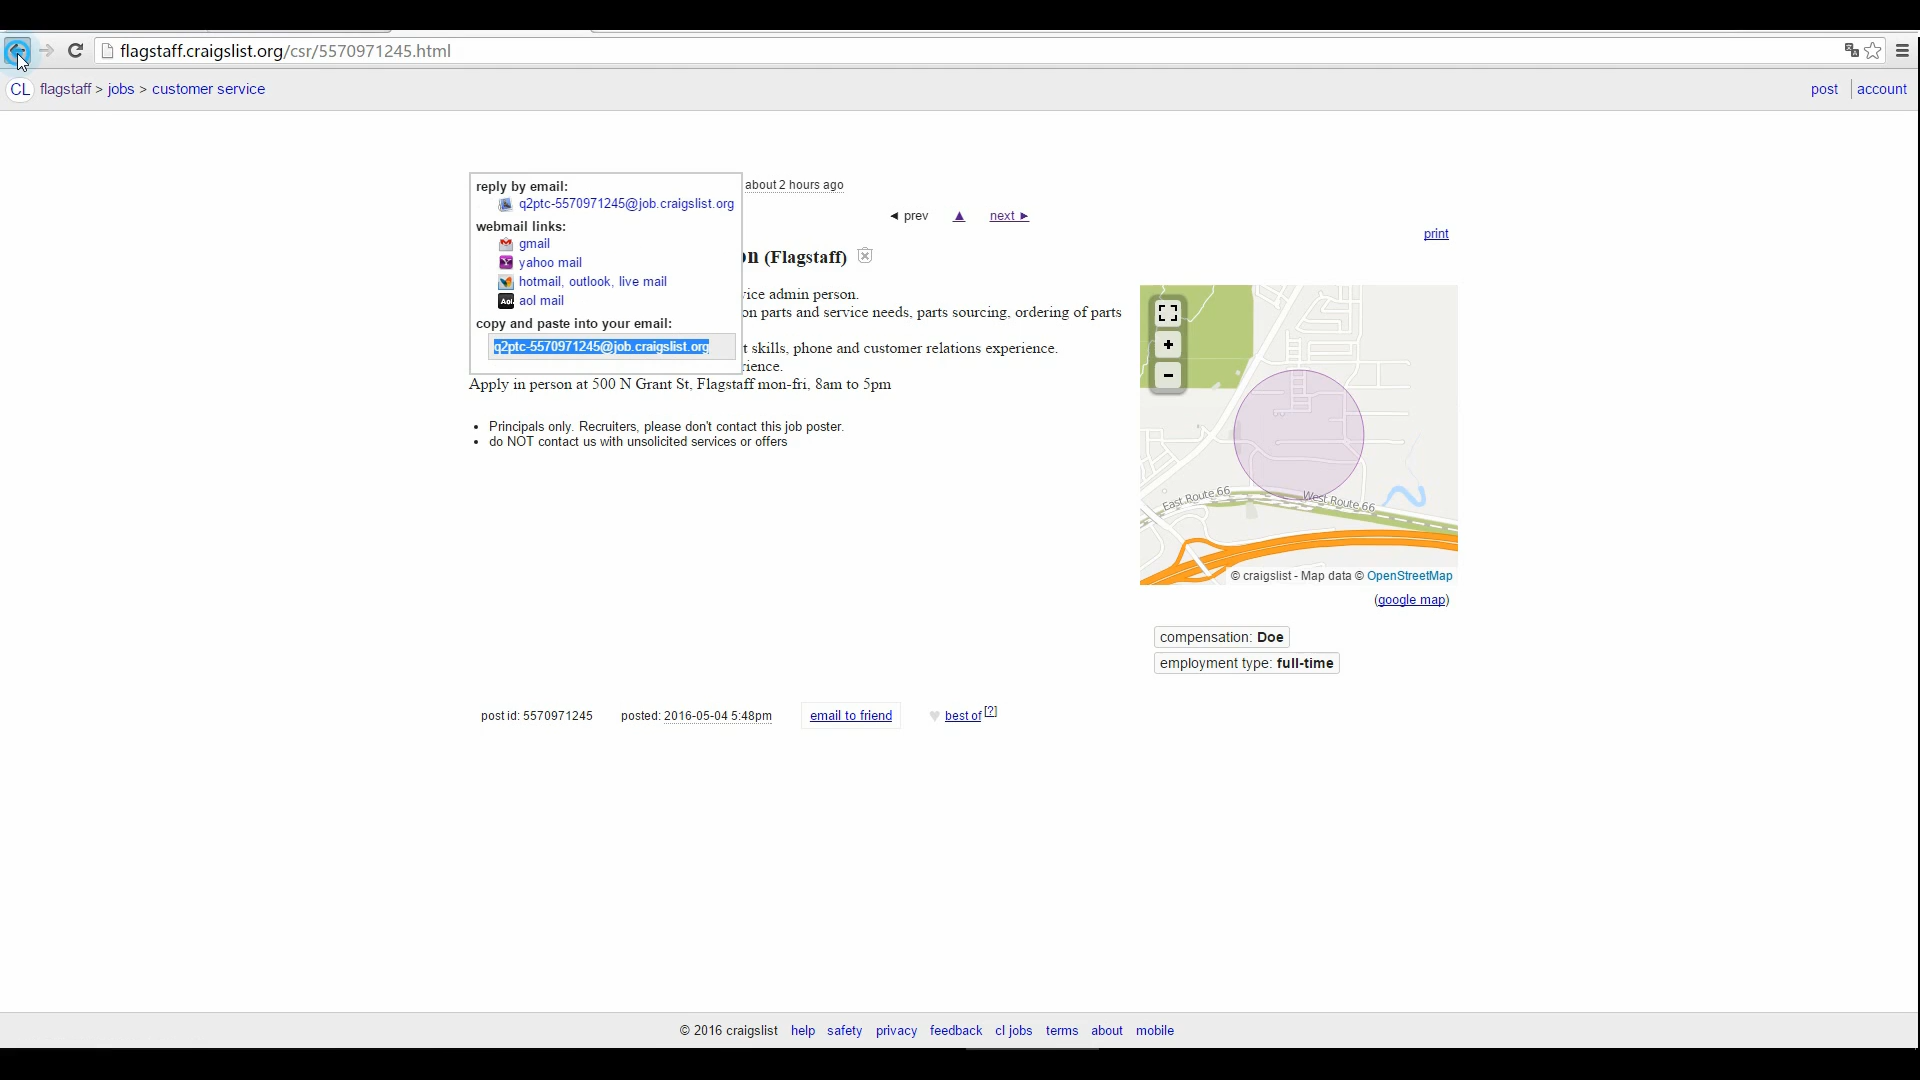 flagstaff.craigslist.org/csr/5570971245.html
CL flagstaff > jobs > customer service
post account
reply by email:
q2ptc-5570971245@job.craigslist.org
webmail links:
gmail
yahoo mail
hotmail, outlook, live mail
Aol. aol mail
copy and paste into your email:
q2ptc-5570971245@job.craigslist.org
about 2 hours ago
◄ prev ▲ next ►
print
on (Flagstaff)
vice admin person.
on parts and service needs, parts sourcing, ordering of parts
t skills, phone and customer relations experience.
rience.
Apply in person at 500 N Grant St, Flagstaff mon-fri, 8am to 5pm
• Principals only. Recruiters, please don't contact this job poster.
• do NOT contact us with unsolicited services or offers
+
-
East Route 66
West Route 66
© craigslist - Map data © OpenStreetMap
(google map)
compensation: Doe
employment type: full-time
post id: 5570971245 posted: 2016-05-04 5:48pm email to friend ♥ best of [?]
© 2016 craigslist help safety privacy feedback cl jobs terms about mobile